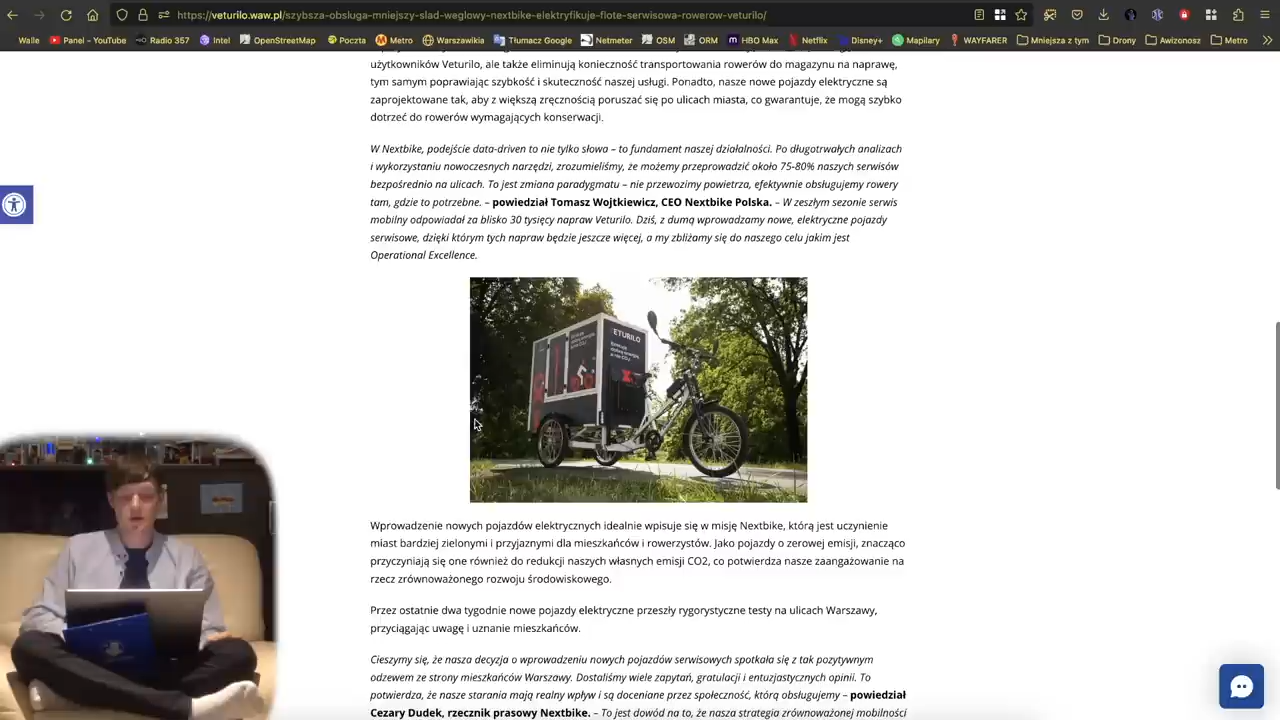 https://veturilo.waw.pl/szybsza-obsluga-mniejszy-slad-weglowy-nextbike-elektryfikuje-flote-serwisowa-rowerow-veturilo/
Walle Panel – YouTube Radio 357 Intel OpenStreetMap Poczta Metro Warszawikia Tłumacz Google Netmeter OSM ORM HBO Max Netflix Disney+ Mapilary WAYFARER Mniejsza z tym Drony Awizonosz Metro
użytkowników Veturilo, ale także eliminują konieczność transportowania rowerów do magazynu na naprawę,
tym samym poprawiając szybkość i skuteczność naszej usługi. Ponadto, nasze nowe pojazdy elektryczne są
zaprojektowane tak, aby z większą zręcznością poruszać się po ulicach miasta, co gwarantuje, że mogą szybko
dotrzeć do rowerów wymagających konserwacji.
W Nextbike, podejście data-driven to nie tylko słowa – to fundament naszej działalności. Po długotrwałych analizach
i wykorzystaniu nowoczesnych narzędzi, zrozumieliśmy, że możemy przeprowadzić około 75-80% naszych serwisów
bezpośrednio na ulicach. To jest zmiana paradygmatu – nie przewozimy powietrza, efektywnie obsługujemy rowery
tam, gdzie to potrzebne. – powiedział Tomasz Wojtkiewicz, CEO Nextbike Polska. – W zeszłym sezonie serwis
mobilny odpowiadał za blisko 30 tysięcy napraw Veturilo. Dziś, z dumą wprowadzamy nowe, elektryczne pojazdy
serwisowe, dzięki którym tych napraw będzie jeszcze więcej, a my zbliżamy się do naszego celu jakim jest
Operational Excellence.
VETURILO
Wprowadzenie nowych pojazdów elektrycznych idealnie wpisuje się w misję Nextbike, którą jest uczynienie
miast bardziej zielonymi i przyjaznymi dla mieszkańców i rowerzystów. Jako pojazdy o zerowej emisji, znacząco
przyczyniają się one również do redukcji naszych własnych emisji CO2, co potwierdza nasze zaangażowanie na
rzecz zrównoważonego rozwoju środowiskowego.
Przez ostatnie dwa tygodnie nowe pojazdy elektryczne przeszły rygorystyczne testy na ulicach Warszawy,
przyciągając uwagę i uznanie mieszkańców.
Cieszymy się, że nasza decyzja o wprowadzeniu nowych pojazdów serwisowych spotkała się z tak pozytywnym
odzewem ze strony mieszkańców Warszawy. Dostaliśmy wiele zapytań, gratulacji i entuzjastycznych opinii. To
potwierdza, że nasze starania mają realny wpływ i są doceniane przez społeczność, którą obsługujemy – powiedział
Cezary Dudek, rzecznik prasowy Nextbike. – To jest dowód na to, że nasza strategia zrównoważonej mobilności